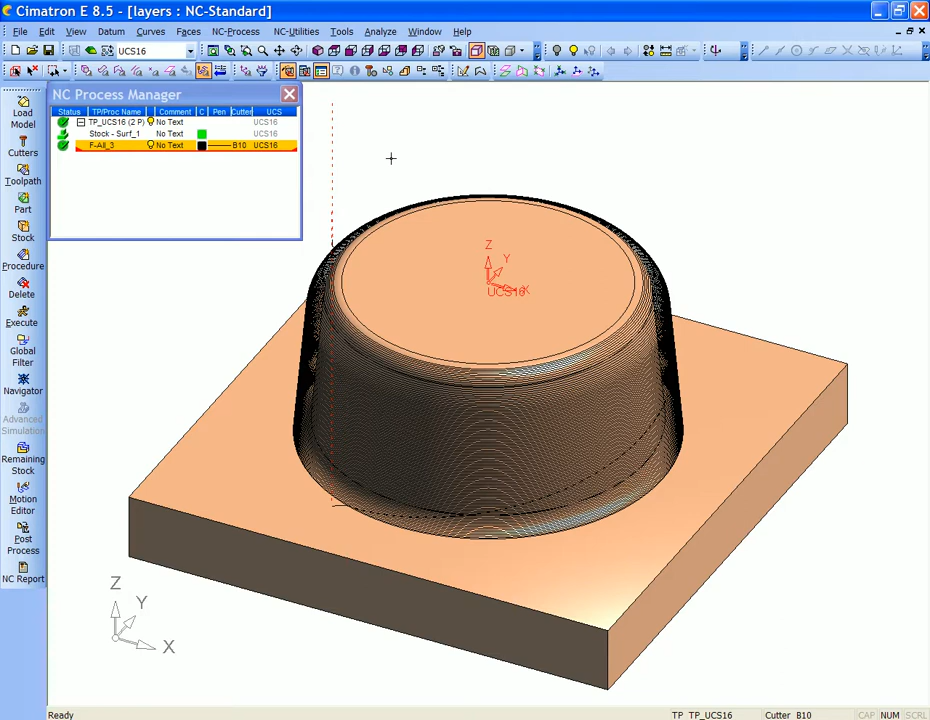 Cimatron E 8.5 - [layers : NC-Standard]
File Edit View Datum Curves Faces NC-Process NC-Utilities Tools Analyze Window Help
UCS16
NC Process Manager
Status TP/Proc Name Comment C Pen Cutter UCS
TP_UCS16 (2 P) No Text UCS16
Stock - Surf_1 No Text UCS16
F-All_3 No Text B10 UCS16
Load
Model
Cutters
Toolpath
Part
Stock
Procedure
Delete
Execute
Global
Filter
Navigator
Advanced
Simulation
Remaining
Stock
Motion
Editor
Post
Process
NC Report
Z
Y
X
UCS16
Z
Y
X
Ready TP TP_UCS16 Cutter B10 CAP NUM SCRL